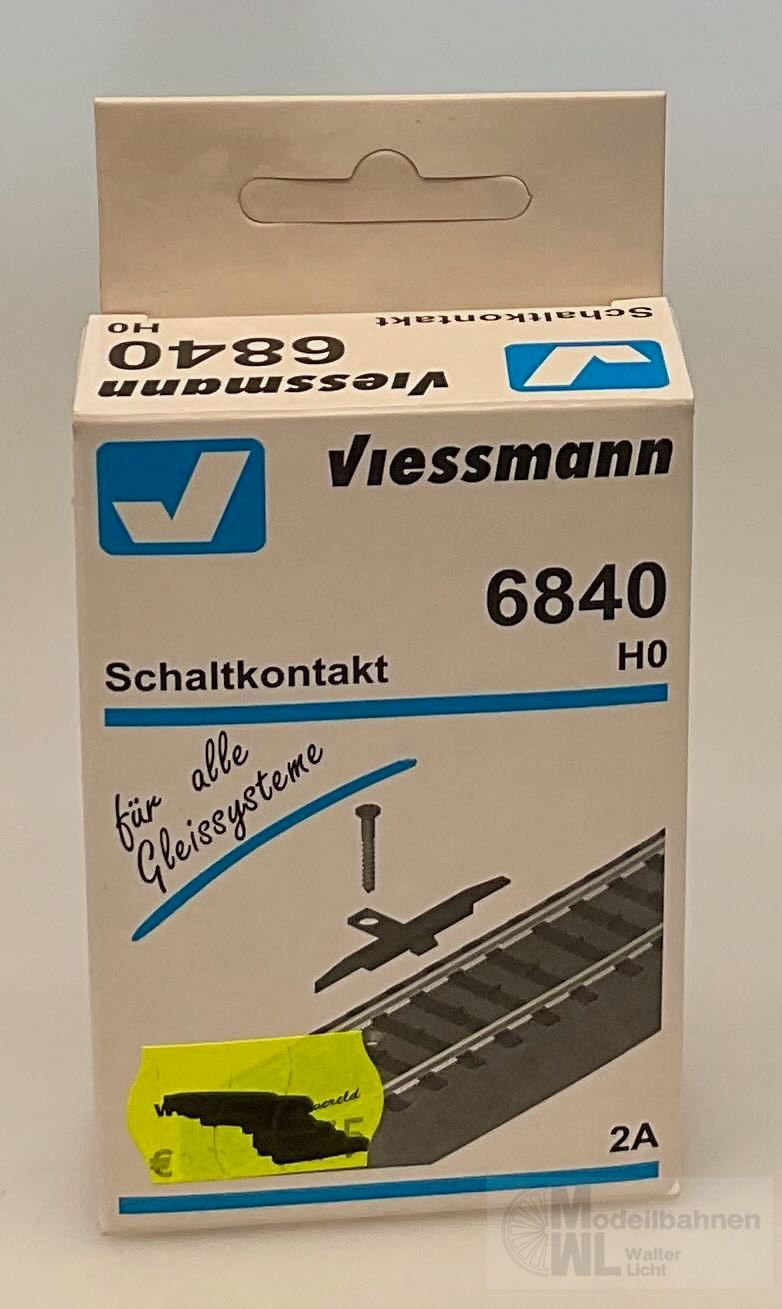 Schaltkontakt
H0
6840
Viessmann
Viessmann
6840
H0
Schaltkontakt
für alle
Gleissysteme
€
2A
Modellbahnen
WL Walter
Licht